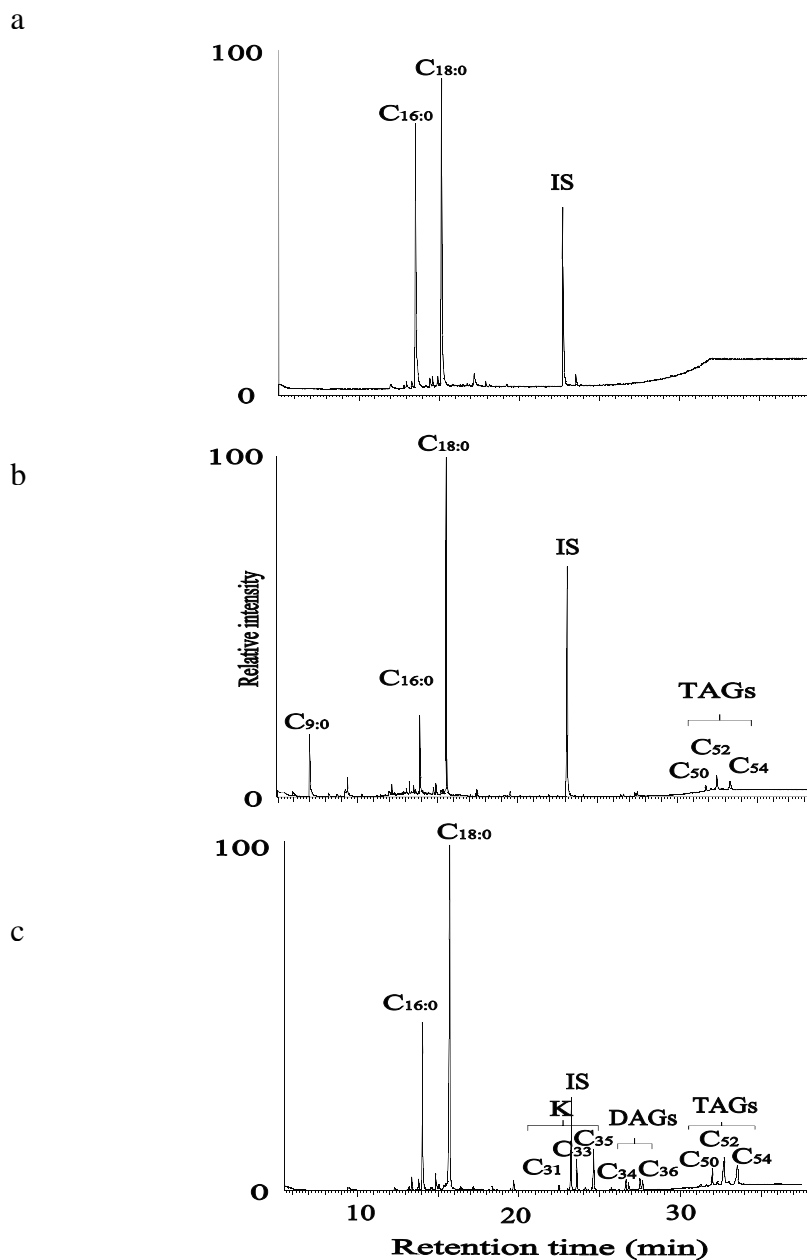 a
100
C18:0
C16:0
IS
0
b
100
C18:0
IS
Relative intensity
C16:0
TAGs
C9:0
C52
C50 C54
0
c
100
C18:0
C16:0
IS
K DAGs TAGs
C33 C35 C52
C31 C34 C36 C50 C54
0
10 20 30
Retention time (min)